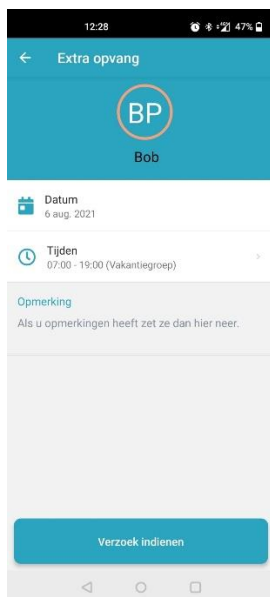 12:28 47%
Extra opvang
BP
Bob
Datum
6 aug. 2021
Tijden
07:00 - 19:00 (Vakantiegroep)
Opmerking
Als u opmerkingen heeft zet ze dan hier neer.
Verzoek indienen